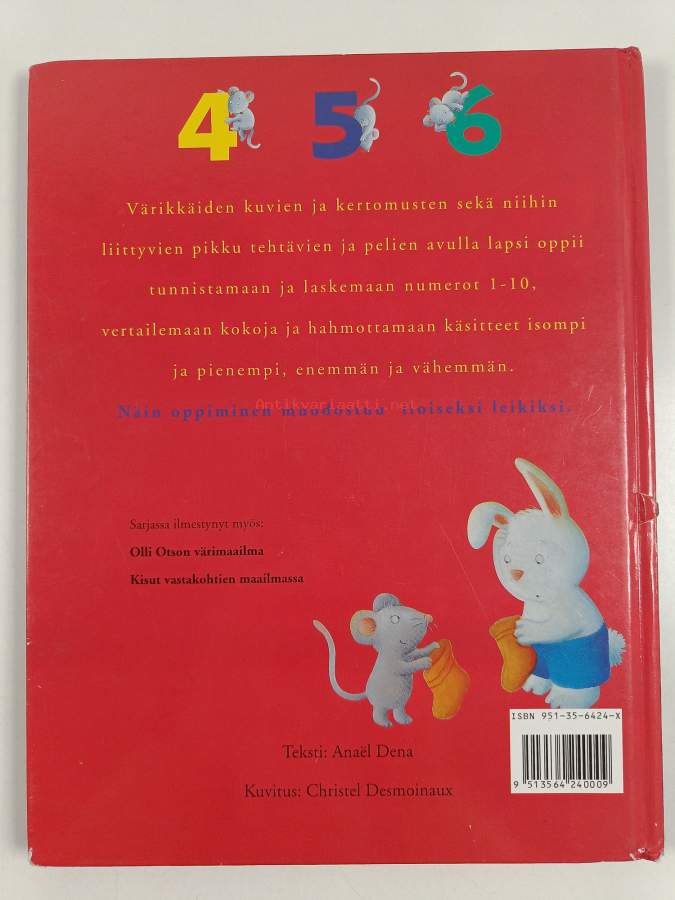 4 5 6
Värikkäiden kuvien ja kertomusten sekä niihin
liittyvien pikku tehtävien ja pelien avulla lapsi oppii
tunnistamaan ja laskemaan numerot 1-10,
vertailemaan kokoja ja hahmottamaan käsitteet isompi
ja pienempi, enemmän ja vähemmän.
Näin oppiminen muodostuu iloiseksi leikiksi.
Antikvariaatti.net
Sarjassa ilmestynyt myös:
Olli Otson värimaailma
Kisut vastakohtien maailmassa
ISBN 951-35-6424-X
9 513564 240009
Teksti: Anaël Dena
Kuvitus: Christel Desmoinaux